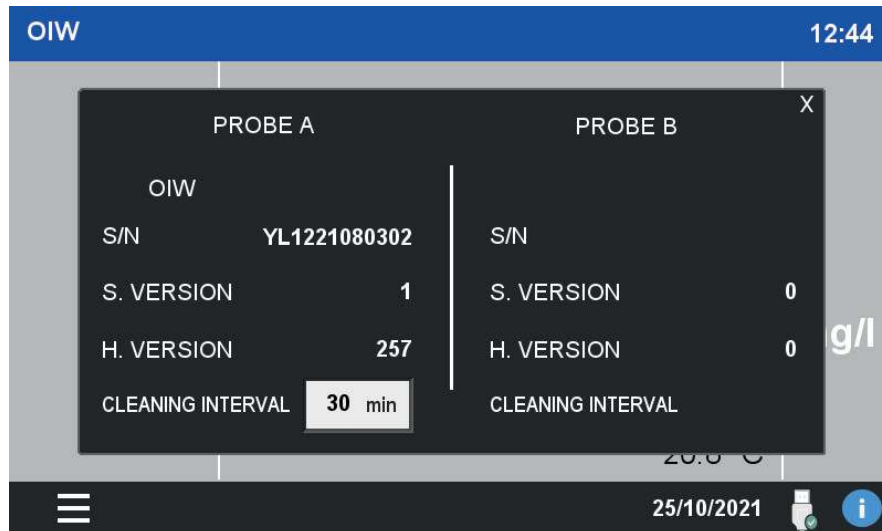 OIW 12:44
X
PROBE A PROBE B
OIW
S/N YL1221080302 S/N
S. VERSION 1 S. VERSION 0
H. VERSION 257 H. VERSION 0
g/l
CLEANING INTERVAL 30 min CLEANING INTERVAL
25/10/2021
i